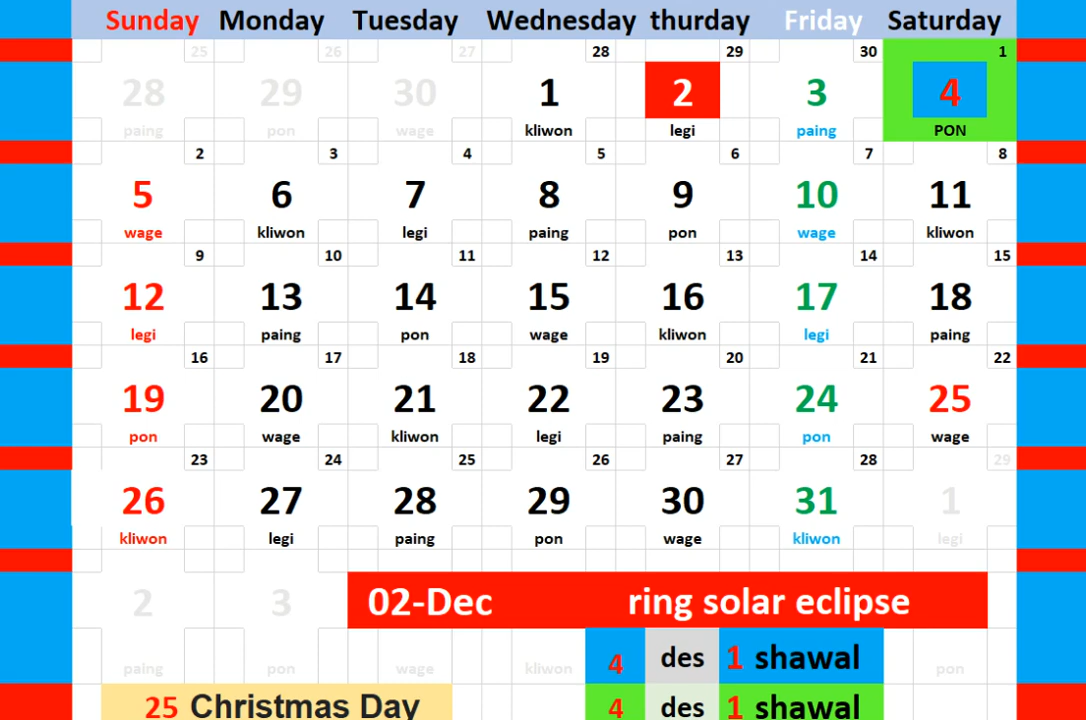 Sunday Monday Tuesday Wednesday thurday Friday Saturday
25 26 27 28 29 30 1
28 29 30 1 2 3 4
paing pon wage kliwon legi paing PON
2 3 4 5 6 7 8
5 6 7 8 9 10 11
wage kliwon legi paing pon wage kliwon
9 10 11 12 13 14 15
12 13 14 15 16 17 18
legi paing pon wage kliwon legi paing
16 17 18 19 20 21 22
19 20 21 22 23 24 25
pon wage kliwon legi paing pon wage
23 24 25 26 27 28 29
26 27 28 29 30 31 1
kliwon legi paing pon wage kliwon legi
2 3 02-Dec ring solar eclipse
4 des 1 shawal
paing pon wage kliwon pon
25 Christmas Day 4 des 1 shawal